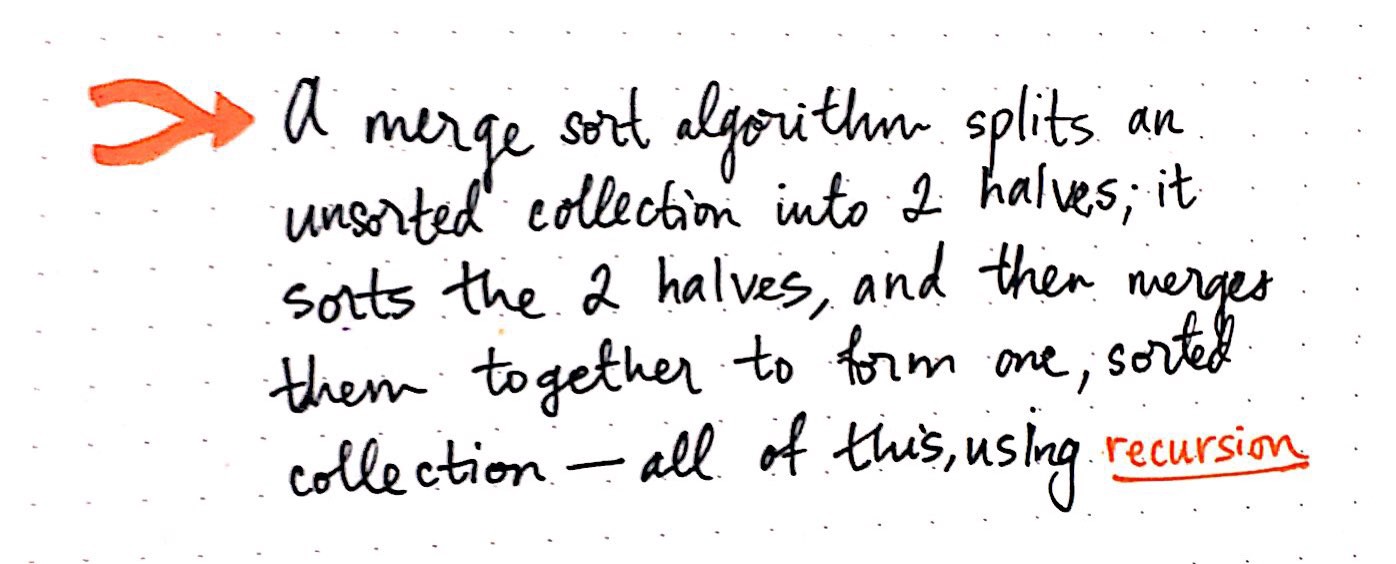 A merge sort algorithm splits an
unsorted collection into 2 halves; it
sorts the 2 halves, and then merges
them together to form one, sorted
collection — all of this, using recursion